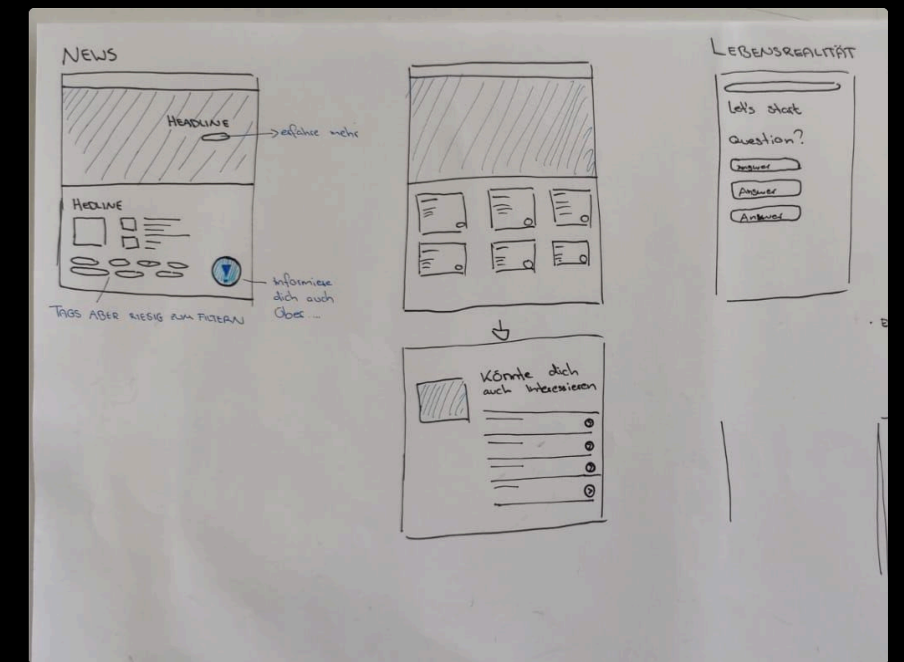 NEWS
HEADLINE
erfahre mehr
HEDLINE
Informiere
dich auch
Über ...
TAGS ABER RIESIG ZUM FILTERN
Könnte dich
auch interessieren
LEBENSREALITÄT
Let's start
Question?
Answer
Answer
Answer